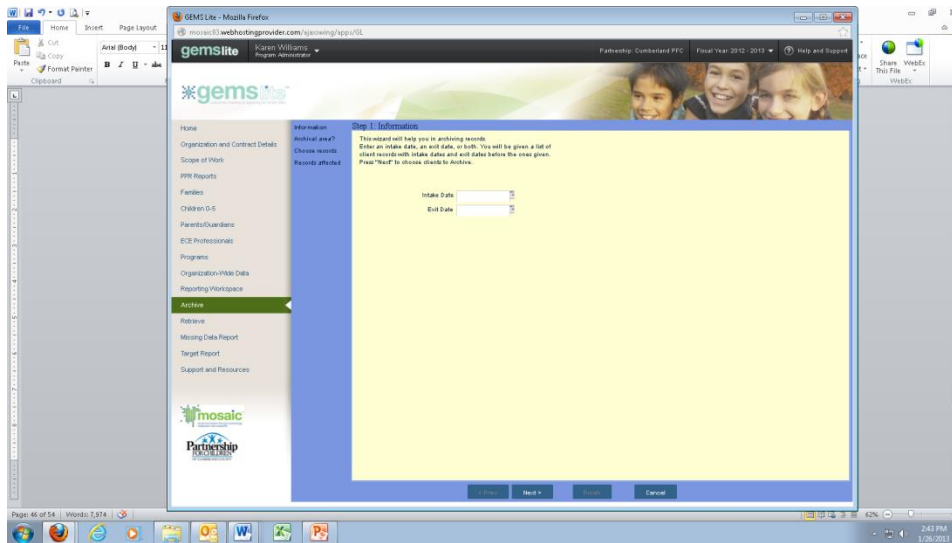 GEMS Lite - Mozilla Firefox
File Home Insert Page Layout
mosaic93.webhostingprovider.com/ajaxswing/apps/GL
Cut
Copy
Paste
Format Painter
Clipboard
Arial (Body) 11
B I U abc
Share This File
WebEx
WebEx
gemslite
Karen Williams
Program Administrator
Partnership: Cumberland PFC
Fiscal Year: 2012 - 2013
Help and Support
gemslite
Home
Organization and Contract Details
Scope of Work
PPR Reports
Families
Children 0-5
Parents/Guardians
ECE Professionals
Programs
Organization-Wide Data
Reporting Workspace
Archive
Retrieve
Missing Data Report
Target Report
Support and Resources
mosaic
Partnership
FOR CHILDREN
Information
Archival area?
Choose records
Records affected
Step 1: Information
This wizard will help you in archiving records.
Enter an intake date, an exit date, or both. You will be given a list of
client records with intake dates and exit dates before the ones given.
Press "Next" to choose clients to Archive.
Intake Date
Exit Date
< Prev Next > Finish Cancel
Page: 46 of 54 Words: 7,974
62%
2:43 PM
1/26/2013